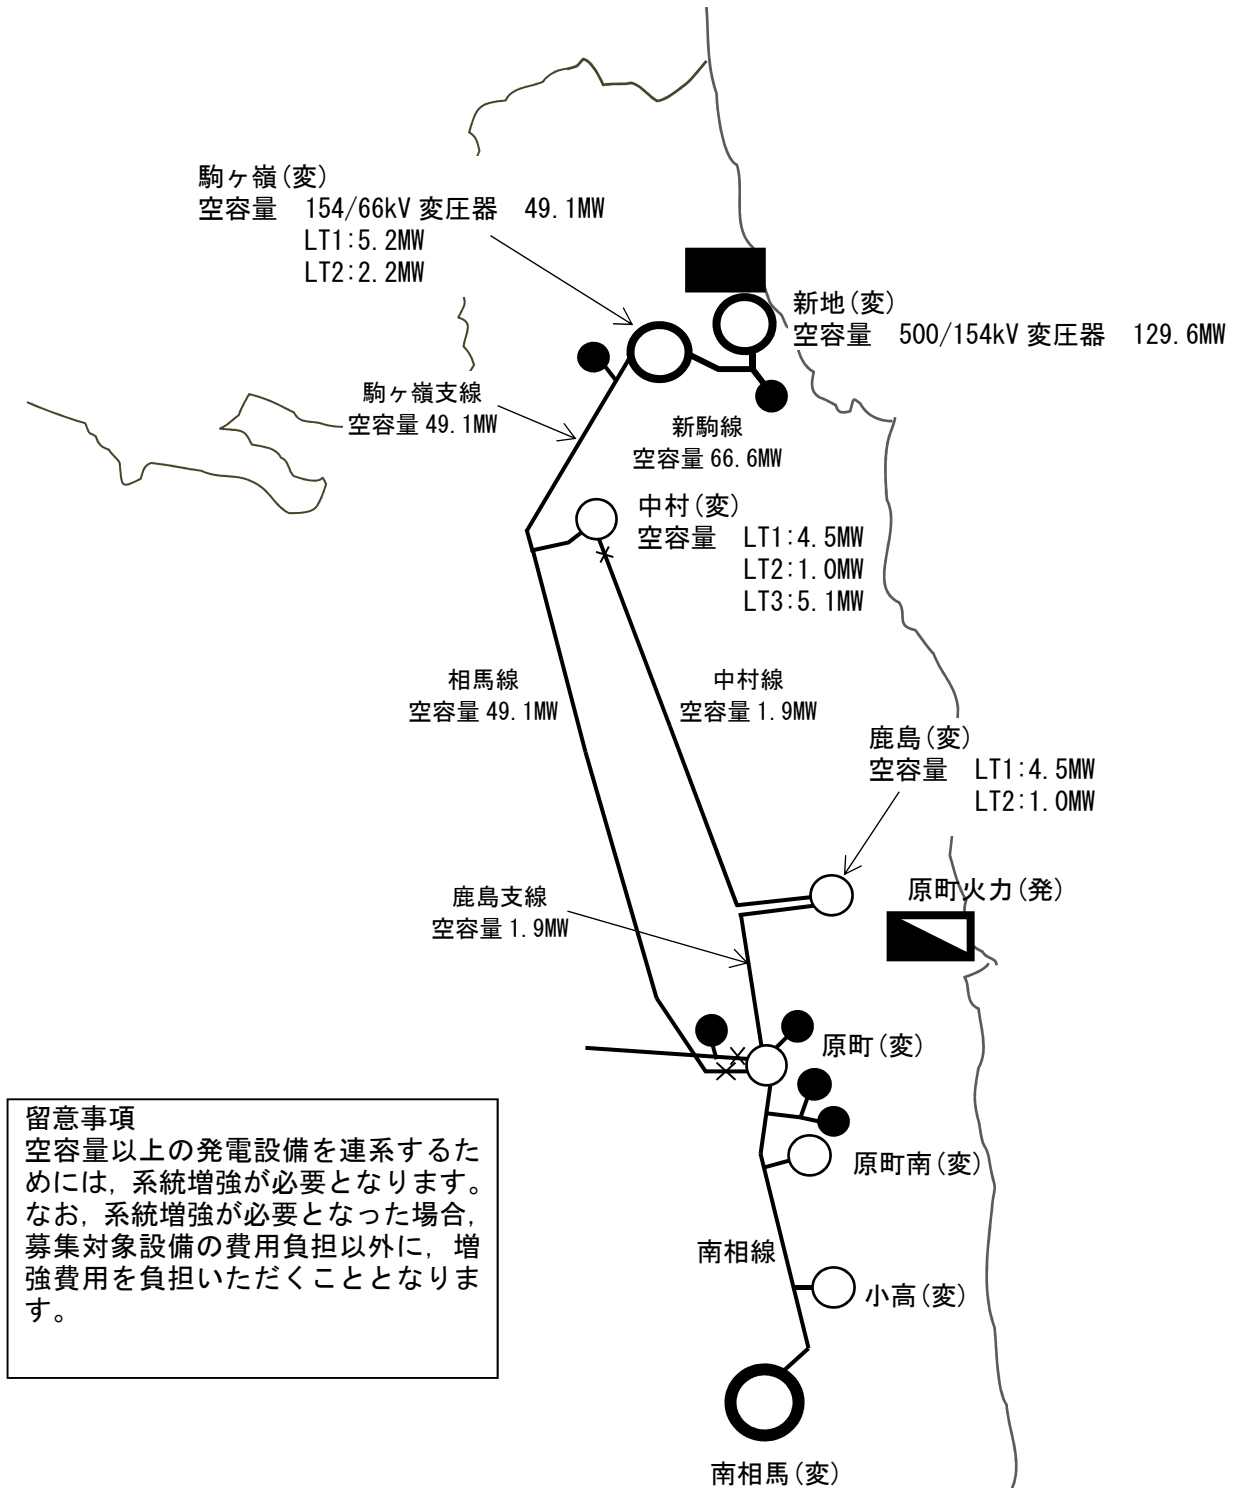 駒ヶ嶺(変)
空容量 154/66kV 変圧器 49.1MW
LT1:5.2MW
LT2:2.2MW
新地(変)
空容量 500/154kV 変圧器 129.6MW
駒ヶ嶺支線
空容量 49.1MW
新駒線
空容量 66.6MW
中村(変)
空容量 LT1:4.5MW
LT2:1.0MW
LT3:5.1MW
相馬線
空容量 49.1MW
中村線
空容量 1.9MW
鹿島(変)
空容量 LT1:4.5MW
LT2:1.0MW
鹿島支線
空容量 1.9MW
原町火力(発)
原町(変)
留意事項
空容量以上の発電設備を連系するた
めには，系統増強が必要となります。
なお，系統増強が必要となった場合，
募集対象設備の費用負担以外に，増
強費用を負担いただくこととなりま
す。
原町南(変)
南相線
小高(変)
南相馬(変)